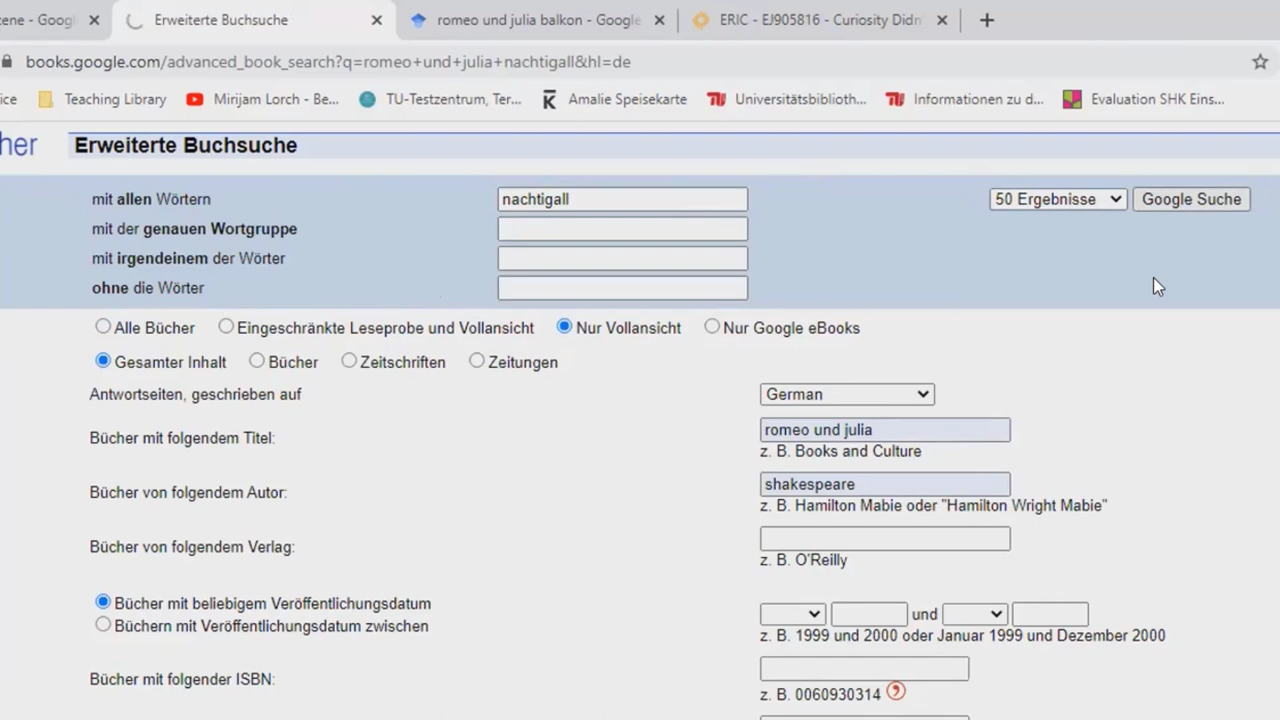 ene - Googl
Erweiterte Buchsuche
romeo und julia balkon - Google
ERIC - EJ905816 - Curiosity Didn'
books.google.com/advanced_book_search?q=romeo+und+julia+nachtigall&hl=de
ice
Teaching Library
Mirjam Lorch - Be...
TU-Testzentrum, Ter...
Amalie Speisekarte
Universitätsbiblioth...
Informationen zu d...
Evaluation SHK Eins...
her
Erweiterte Buchsuche
mit allen Wörtern
nachtigall
50 Ergebnisse
Google Suche
mit der genauen Wortgruppe
mit irgendeinem der Wörter
ohne die Wörter
Alle Bücher
Eingeschränkte Leseprobe und Vollansicht
Nur Vollansicht
Nur Google eBooks
Gesamter Inhalt
Bücher
Zeitschriften
Zeitungen
Antwortseiten, geschrieben auf
German
Bücher mit folgendem Titel:
romeo und julia
z. B. Books and Culture
Bücher von folgendem Autor:
shakespeare
z. B. Hamilton Mabie oder "Hamilton Wright Mabie"
Bücher von folgendem Verlag:
z. B. O'Reilly
Bücher mit beliebigem Veröffentlichungsdatum
Büchern mit Veröffentlichungsdatum zwischen
und
z. B. 1999 und 2000 oder Januar 1999 und Dezember 2000
Bücher mit folgender ISBN:
z. B. 0060930314